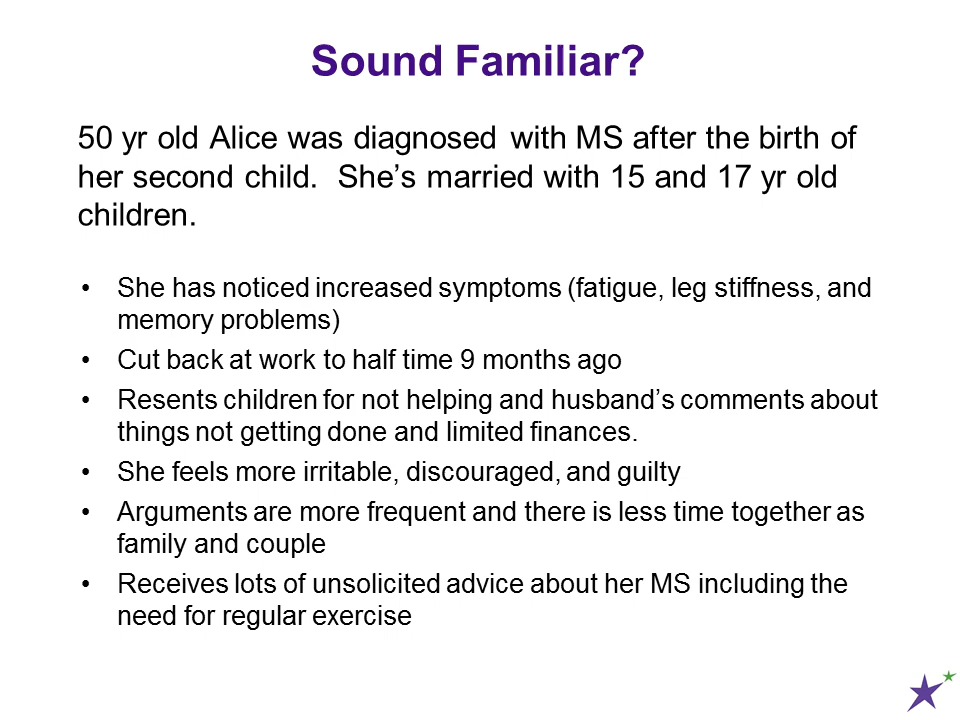 Sound Familiar?
50 yr old Alice was diagnosed with MS after the birth of
her second child.  She’s married with 15 and 17 yr old
children.
• She has noticed increased symptoms (fatigue, leg stiffness, and
memory problems)
• Cut back at work to half time 9 months ago
• Resents children for not helping and husband’s comments about
things not getting done and limited finances.
• She feels more irritable, discouraged, and guilty
• Arguments are more frequent and there is less time together as
family and couple
• Receives lots of unsolicited advice about her MS including the
need for regular exercise